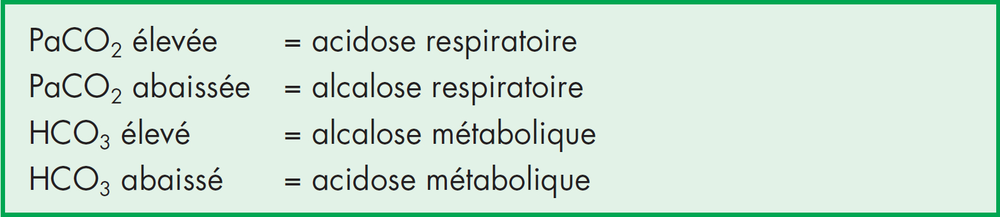 PaCO₂ élevée = acidose respiratoire
PaCO₂ abaissée = alcalose respiratoire
HCO₃ élevé = alcalose métabolique
HCO₃ abaissé = acidose métabolique